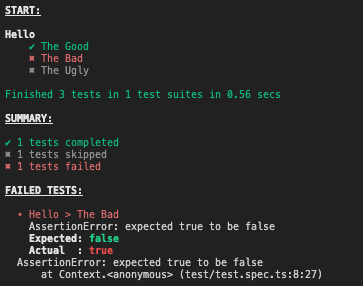 START:
Hello
✔ The Good
✖ The Bad
✖ The Ugly
Finished 3 tests in 1 test suites in 0.56 secs
SUMMARY:
✔ 1 tests completed
✖ 1 tests skipped
✖ 1 tests failed
FAILED TESTS:
• Hello > The Bad
AssertionError: expected true to be false
Expected: false
Actual : true
AssertionError: expected true to be false
at Context.<anonymous> (test/test.spec.ts:8:27)